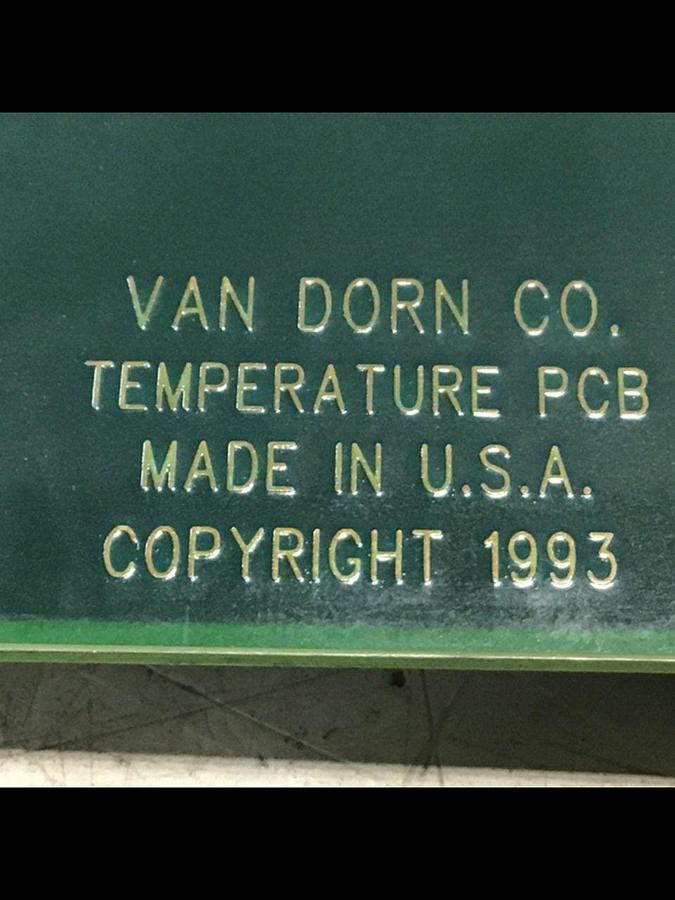 VAN DORN CO.
TEMPERATURE PCB
MADE IN U.S.A.
COPYRIGHT 1993